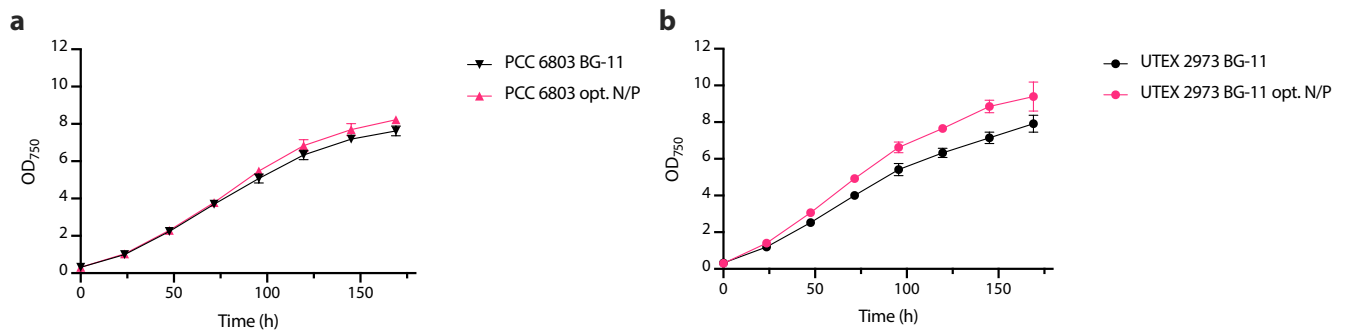 a
12
10
8
6
4
2
0
OD750
0
50
100
150
Time (h)
PCC 6803 BG-11
PCC 6803 opt. N/P
b
12
10
8
6
4
2
0
OD750
0
50
100
150
Time (h)
UTEX 2973 BG-11
UTEX 2973 BG-11 opt. N/P